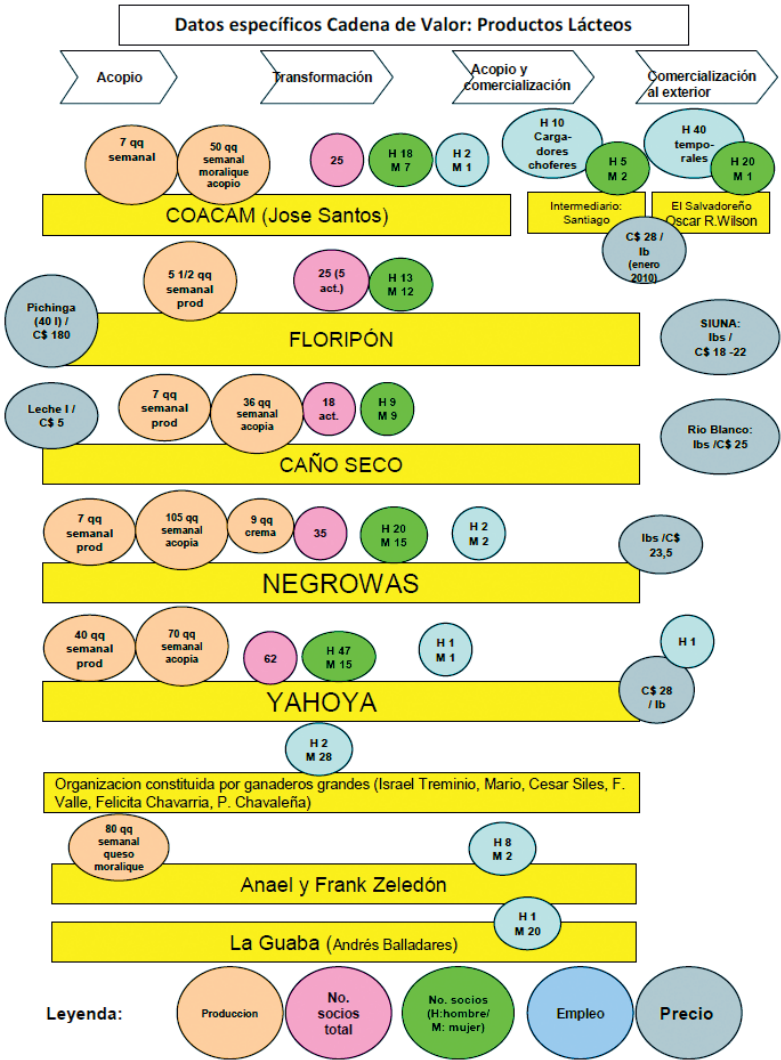 Datos específicos Cadena de Valor: Productos Lácteos
Acopio
Transformación
Acopio y
comercialización
Comercialización
al exterior
7 qq
semanal
50 qq
semanal
moralique
acopio
25
H 18
M 7
H 2
M 1
H 10
Carga-
dores
choferes
H 5
M 2
H 40
tempo-
rales
H 20
M 1
COACAM (Jose Santos)
Intermediario:
Santiago
El Salvadoreño
Oscar R.Wilson
C$ 28 /
lb
(enero
2010)
5 1/2 qq
semanal
prod
25 (5
act.)
H 13
M 12
Pichinga
(40 l) /
C$ 180
FLORIPÓN
SIUNA:
lbs /
C$ 18 -22
Leche l /
C$ 5
7 qq
semanal
prod
36 qq
semanal
acopia
18
act.
H 9
M 9
CAÑO SECO
Rio Blanco:
lbs /C$ 25
7 qq
semanal
prod
105 qq
semanal
acopia
9 qq
crema
35
H 20
M 15
H 2
M 2
NEGROWAS
lbs /C$
23,5
40 qq
semanal
prod
70 qq
semanal
acopia
62
H 47
M 15
H 1
M 1
H 1
YAHOYA
C$ 28
/ lb
H 2
M 28
Organizacion constituida por ganaderos grandes (Israel Treminio, Mario, Cesar Siles, F.
Valle, Felicita Chavarria, P. Chavaleña)
80 qq
semanal
queso
moralique
H 8
M 2
Anael y Frank Zeledón
H 1
M 20
La Guaba (Andrés Balladares)
Leyenda:
Produccion
No.
socios
total
No. socios
(H:hombre/
M: mujer)
Empleo
Precio